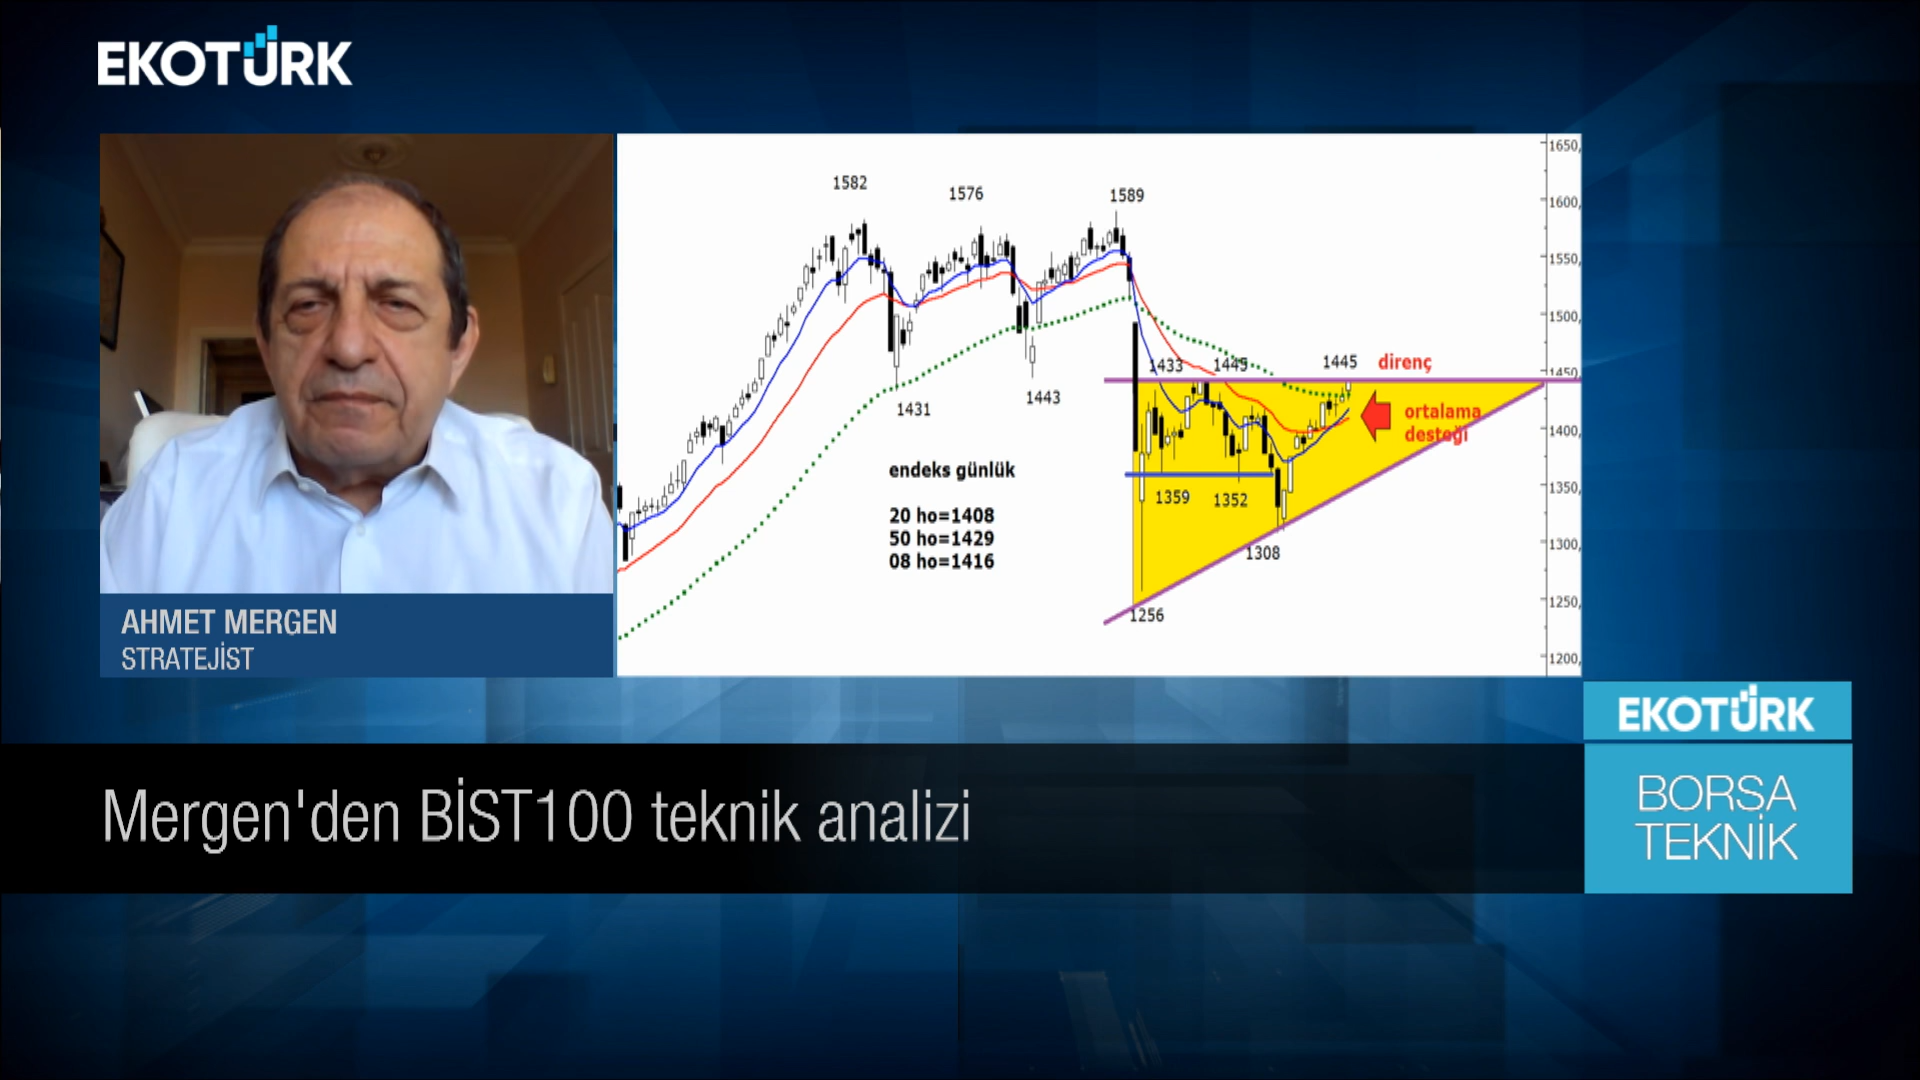 EKOTÜRK
AHMET MERGEN
STRATEJİST
1582
1576
1589
1431
1443
1433
1445
1445
direnç
ortalama
desteği
endeks günlük
20 ho=1408
50 ho=1429
08 ho=1416
1359
1352
1308
1256
1650,
1600,
1550,
1500,
1450,
1400,
1350,
1300,
1250,
1200,
EKOTÜRK
BORSA
TEKNİK
Mergen'den BİST100 teknik analizi